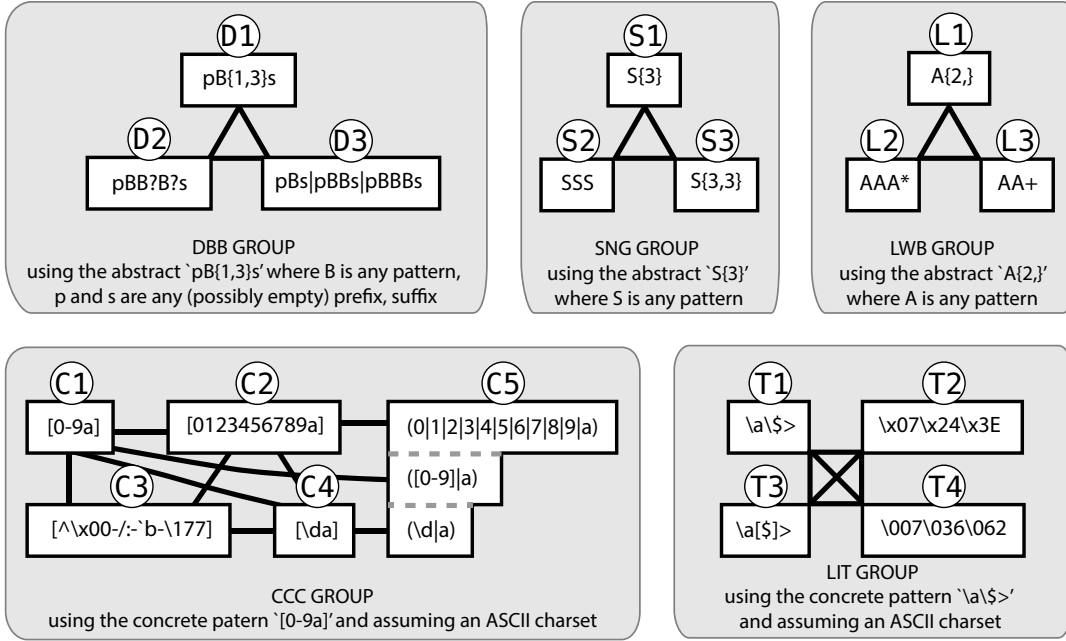 D1
pB{1,3}s
D2
D3
pBB?B?s
pBs|pBBs|pBBBs
DBB GROUP
using the abstract `pB{1,3}s’ where B is any pattern,
p and s are any (possibly empty) prefix, suffix
S1
S{3}
S2
S3
SSS
S{3,3}
SNG GROUP
using the abstract `S{3}’
where S is any pattern
L1
A{2,}
L2
L3
AAA*
AA+
LWB GROUP
using the abstract `A{2,}’
where A is any pattern
C1
C2
C5
[0-9a]
[0123456789a]
(0|1|2|3|4|5|6|7|8|9|a)
([0-9]|a)
C3
C4
[^\x00-/:-`b-\177]
[\da]
(\d|a)
CCC GROUP
using the concrete patern `[0-9a]’ and assuming an ASCII charset
T1
T2
\a\$>
\x07\x24\x3E
T3
T4
\a[$]>
\007\036\062
LIT GROUP
using the concrete pattern `\a\$>’
and assuming an ASCII charset